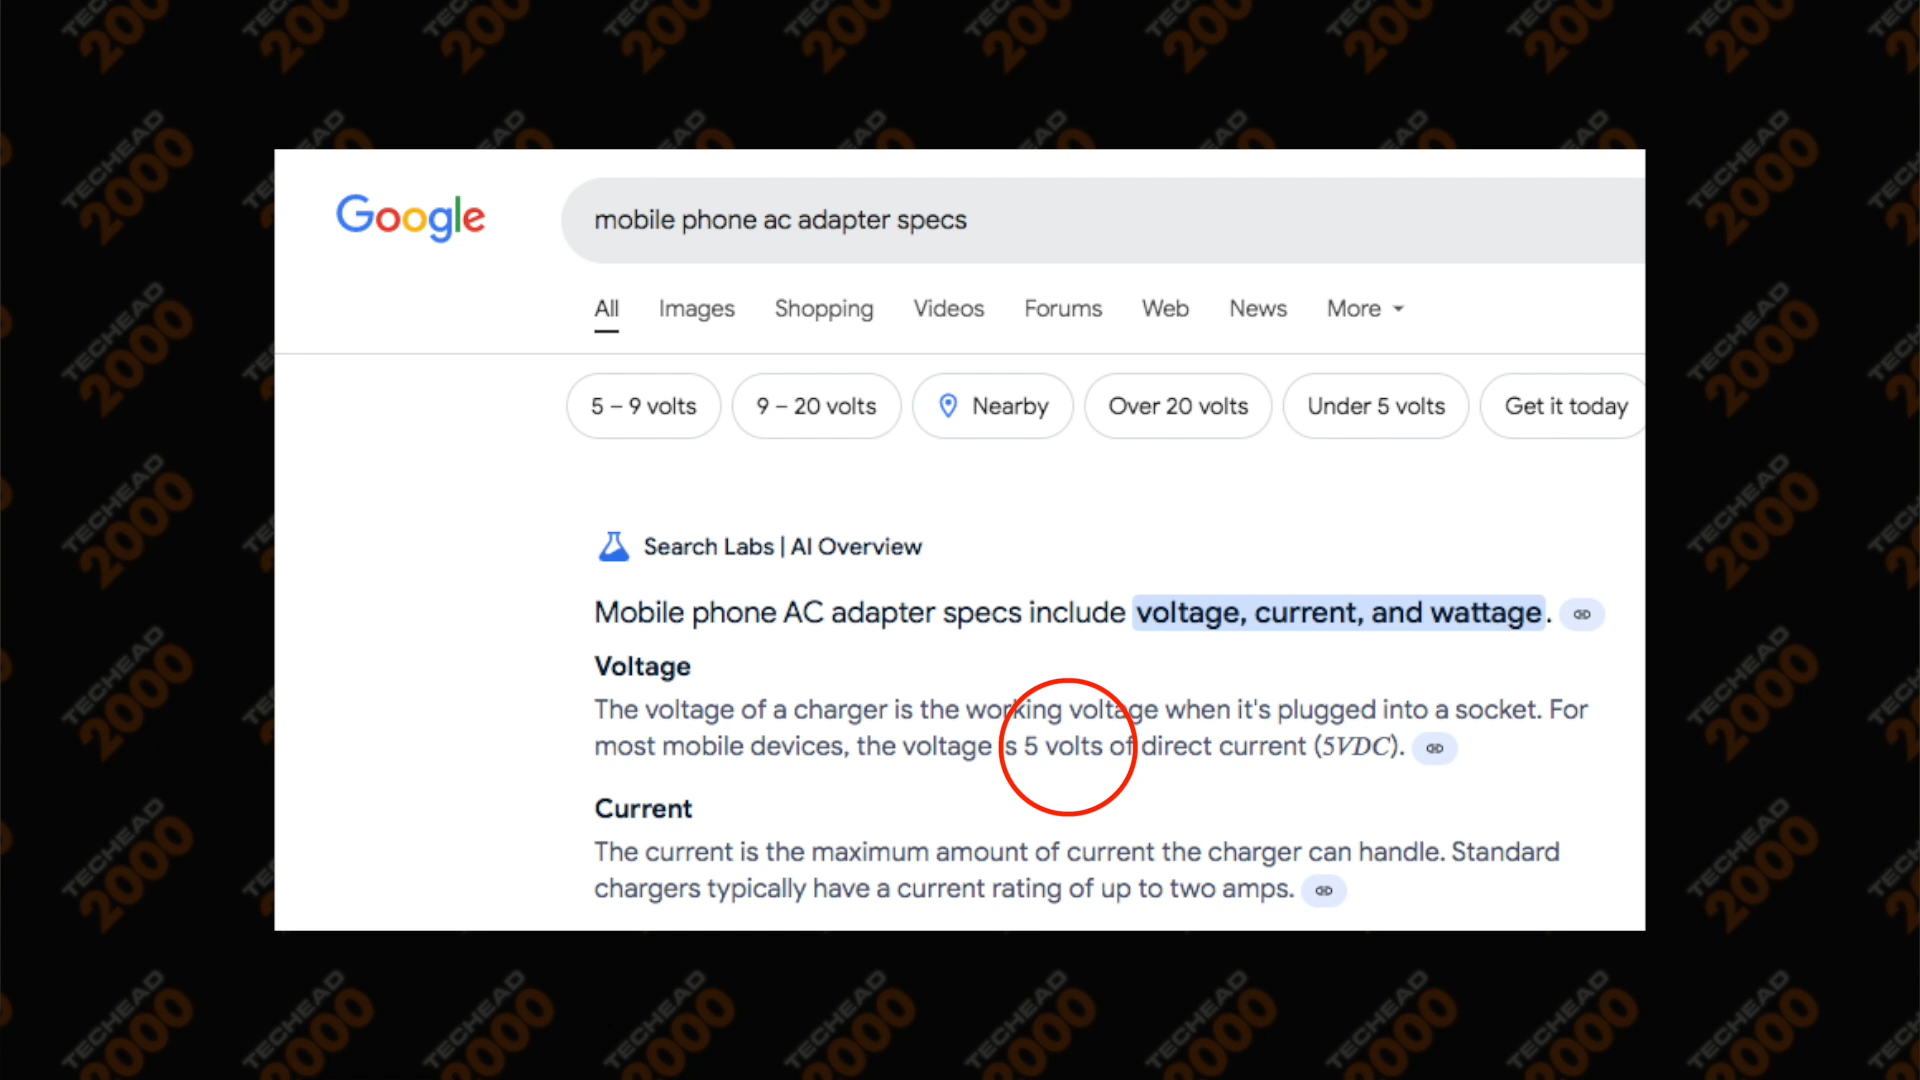 Google
mobile phone ac adapter specs
All Images Shopping Videos Forums Web News More
5 – 9 volts 9 – 20 volts Nearby Over 20 volts Under 5 volts Get it today
Search Labs | AI Overview
Mobile phone AC adapter specs include voltage, current, and wattage.
Voltage
The voltage of a charger is the working voltage when it's plugged into a socket. For
most mobile devices, the voltage is 5 volts of direct current (5VDC).
Current
The current is the maximum amount of current the charger can handle. Standard
chargers typically have a current rating of up to two amps.
TECHEAD
2000